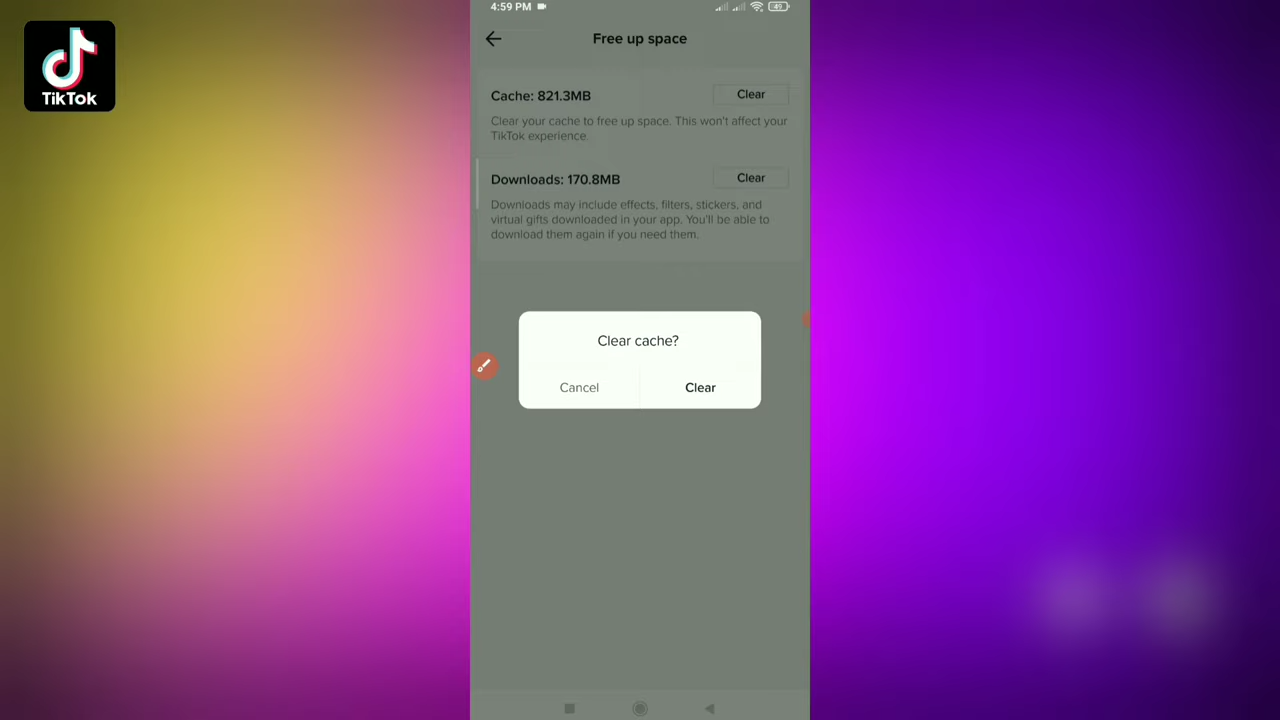 TikTok
4:59 PM
49
Free up space
Cache: 821.3MB
Clear
Clear your cache to free up space. This won't affect your
TikTok experience.
Downloads: 170.8MB
Clear
Downloads may include effects, filters, stickers, and
virtual gifts downloaded in your app. You'll be able to
download them again if you need them.
Clear cache?
Cancel
Clear